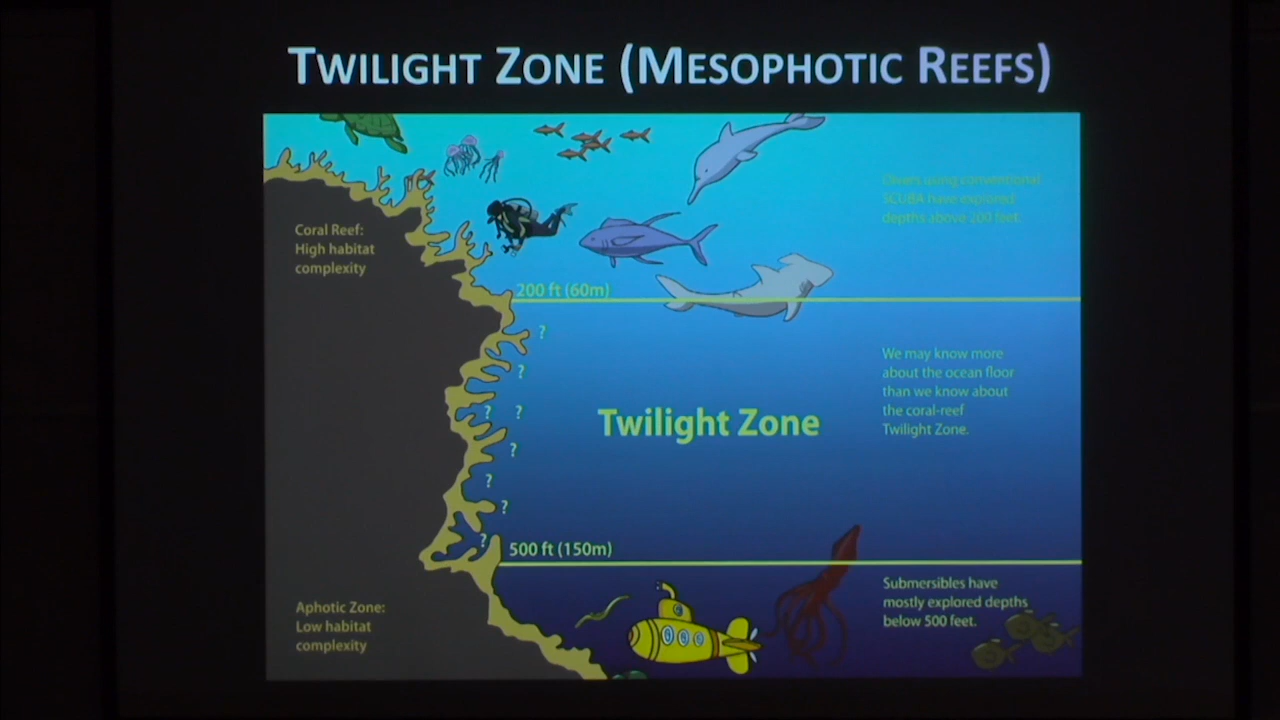 TWILIGHT ZONE (MESOPHOTIC REEFS)
Divers using conventional
SCUBA have explored
depths above 200 feet.
Coral Reef:
High habitat
complexity
200 ft (60m)
?
?
? ?
?
?
?
?
We may know more
about the ocean floor
than we know about
the coral-reef
Twilight Zone.
Twilight Zone
500 ft (150m)
Aphotic Zone:
Low habitat
complexity
Submersibles have
mostly explored depths
below 500 feet.